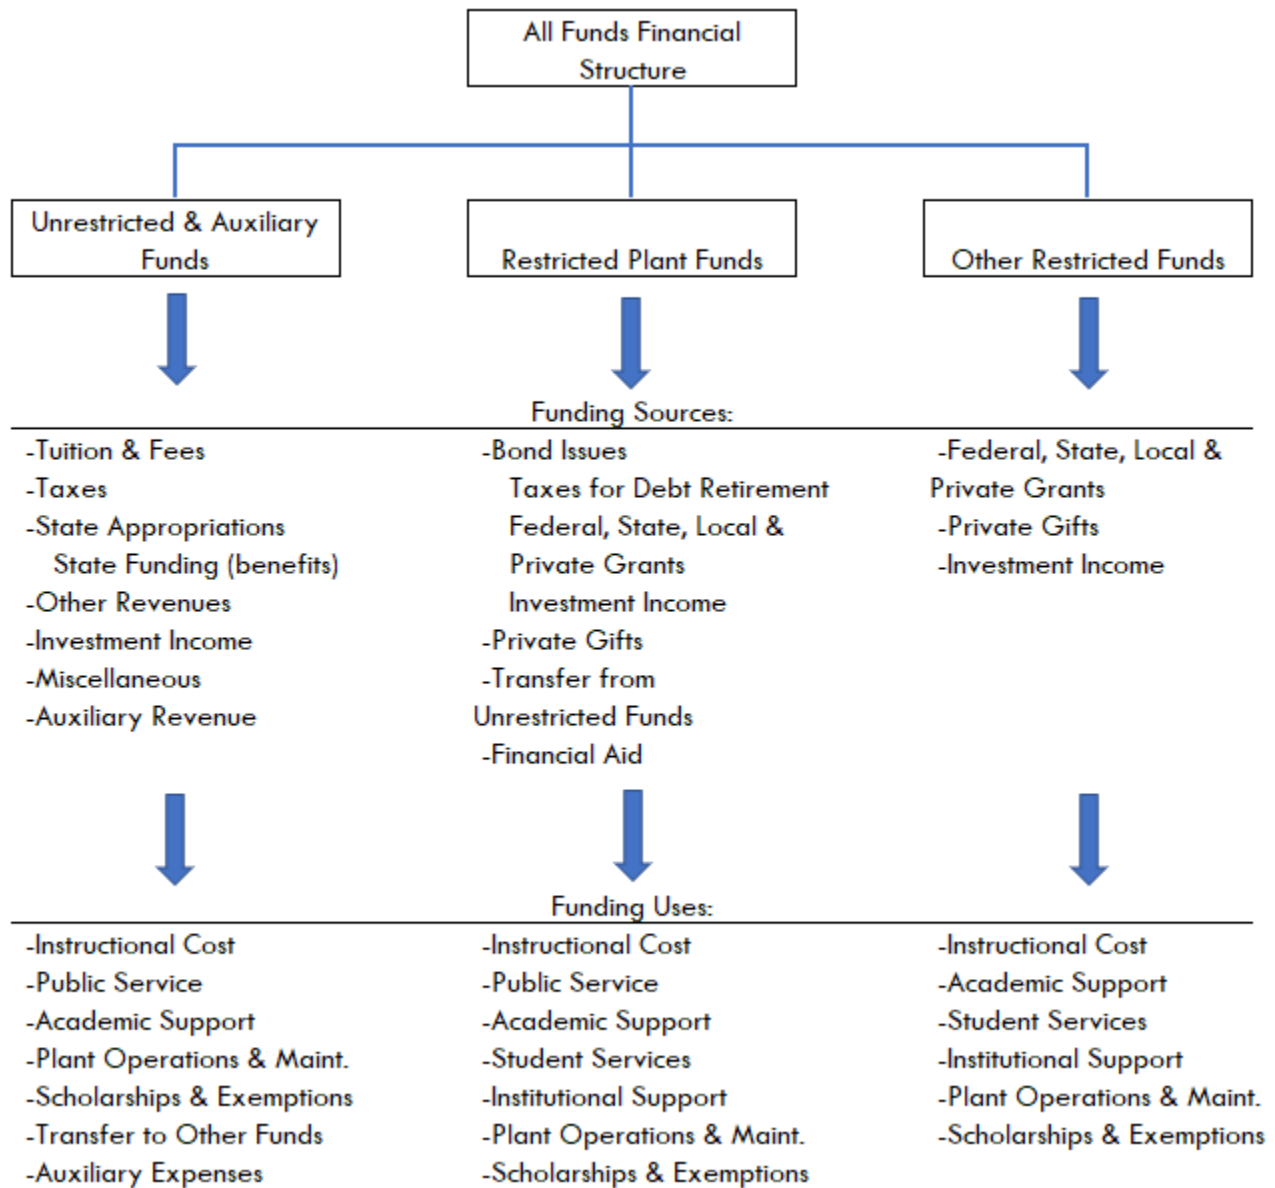 All Funds Financial
Structure
Unrestricted & Auxiliary
Funds
Restricted Plant Funds
Other Restricted Funds
Funding Sources:
-Tuition & Fees
-Taxes
-State Appropriations
State Funding (benefits)
-Other Revenues
-Investment Income
-Miscellaneous
-Auxiliary Revenue
-Bond Issues
Taxes for Debt Retirement
Federal, State, Local &
Private Grants
Investment Income
-Private Gifts
-Transfer from
Unrestricted Funds
-Financial Aid
-Federal, State, Local &
Private Grants
-Private Gifts
-Investment Income
Funding Uses:
-Instructional Cost
-Public Service
-Academic Support
-Plant Operations & Maint.
-Scholarships & Exemptions
-Transfer to Other Funds
-Auxiliary Expenses
-Instructional Cost
-Public Service
-Academic Support
-Student Services
-Institutional Support
-Plant Operations & Maint.
-Scholarships & Exemptions
-Instructional Cost
-Academic Support
-Student Services
-Institutional Support
-Plant Operations & Maint.
-Scholarships & Exemptions